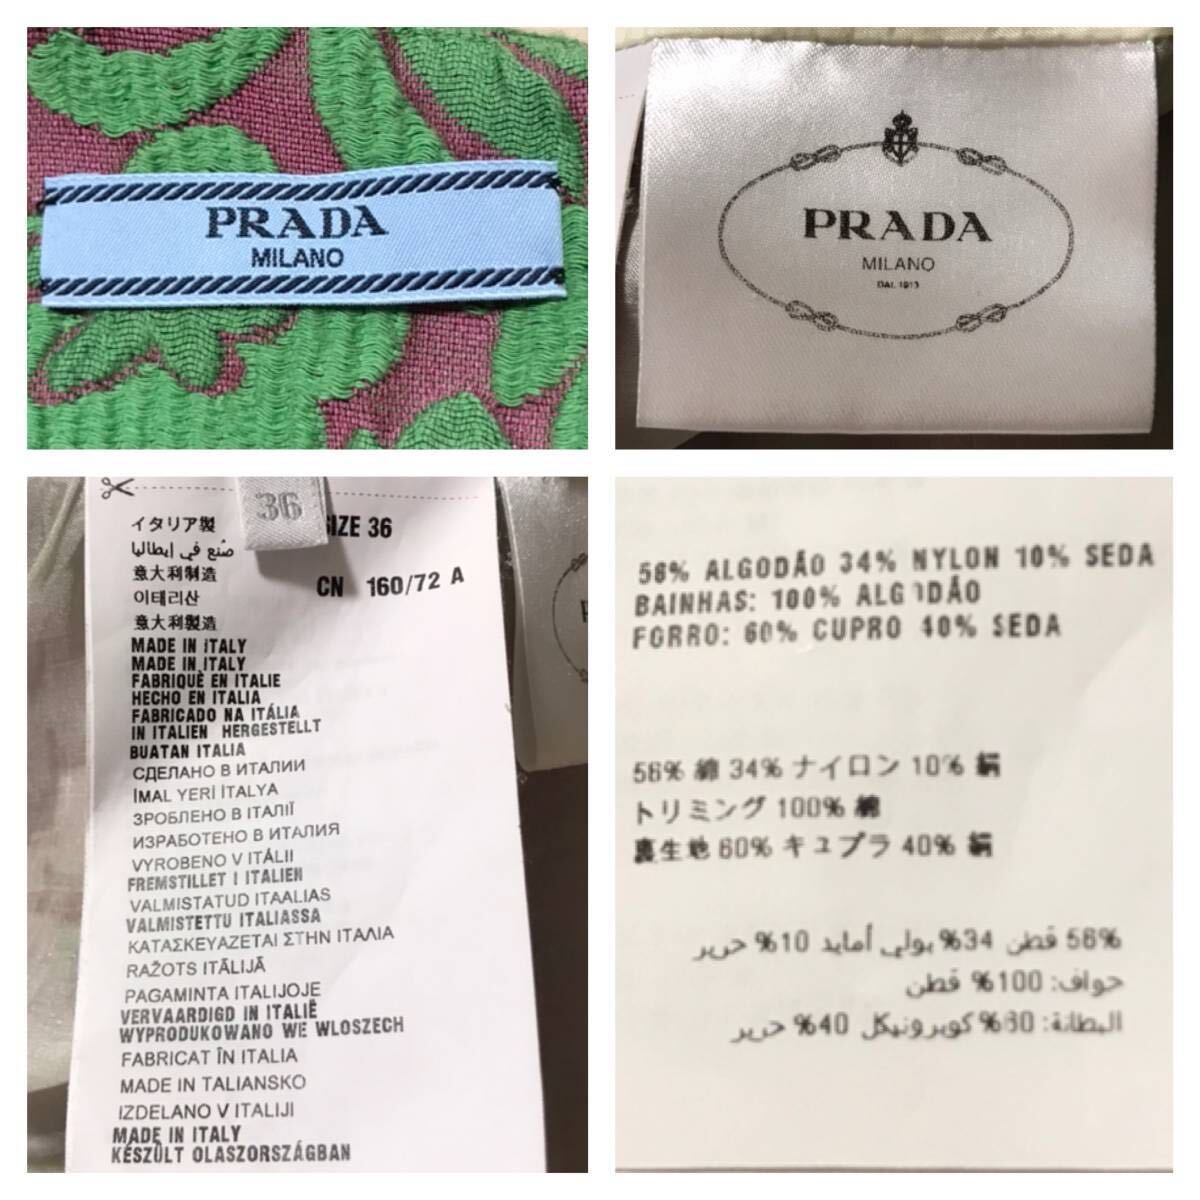 PRADA
MILANO
PRADA
MILANO
DAL 1913
36
イタリア製
SIZE 36
صنع في إيطاليا
意大利制造
CN 160/72 A
이테리산
意大利製造
MADE IN ITALY
MADE IN ITALY
FABRIQUÈ EN ITALIE
HECHO EN ITALIA
FABRICADO NA ITÁLIA
IN ITALIEN HERGESTELLT
BUATAN ITALIA
СДЕЛАНО В ИТАЛИИ
İMAL YERI İTALYA
ЗРОБЛЕНО В ІТАЛІЇ
ИЗРАБОТЕНО В ИТАЛИЯ
VYROBENO V ITÁLII
FREMSTILLET I ITALIEN
VALMISTATUD ITAALIAS
VALMISTETTU ITALIASSA
ΚΑΤΑΣΚΕΥΑΖΕΤΑΙ ΣΤΗΝ ΙΤΑΛΙΑ
RAŽOTS ITĀLIJĀ
PAGAMINTA ITALIJOJE
VERVAARDIGD IN ITALIË
WYPRODUKOWANO WE WLOSZECH
FABRICAT ÎN ITALIA
MADE IN TALIANSKO
IZDELANO V ITALIJI
MADE IN ITALY
KÉSZÜLT OLASZORSZÁGBAN
56% ALGODÃO 34% NYLON 10% SEDA
BAINHAS: 100% ALGODÃO
FORRO: 60% CUPRO 40% SEDA
56% 綿 34% ナイロン 10% 絹
トリミング 100% 綿
裏生地 60% キュプラ 40% 絹
56% قطن 34% بولي أمايد 10% حرير
حواف: 100% قطن
البطانة: 60% كوبرونيكل 40% حرير